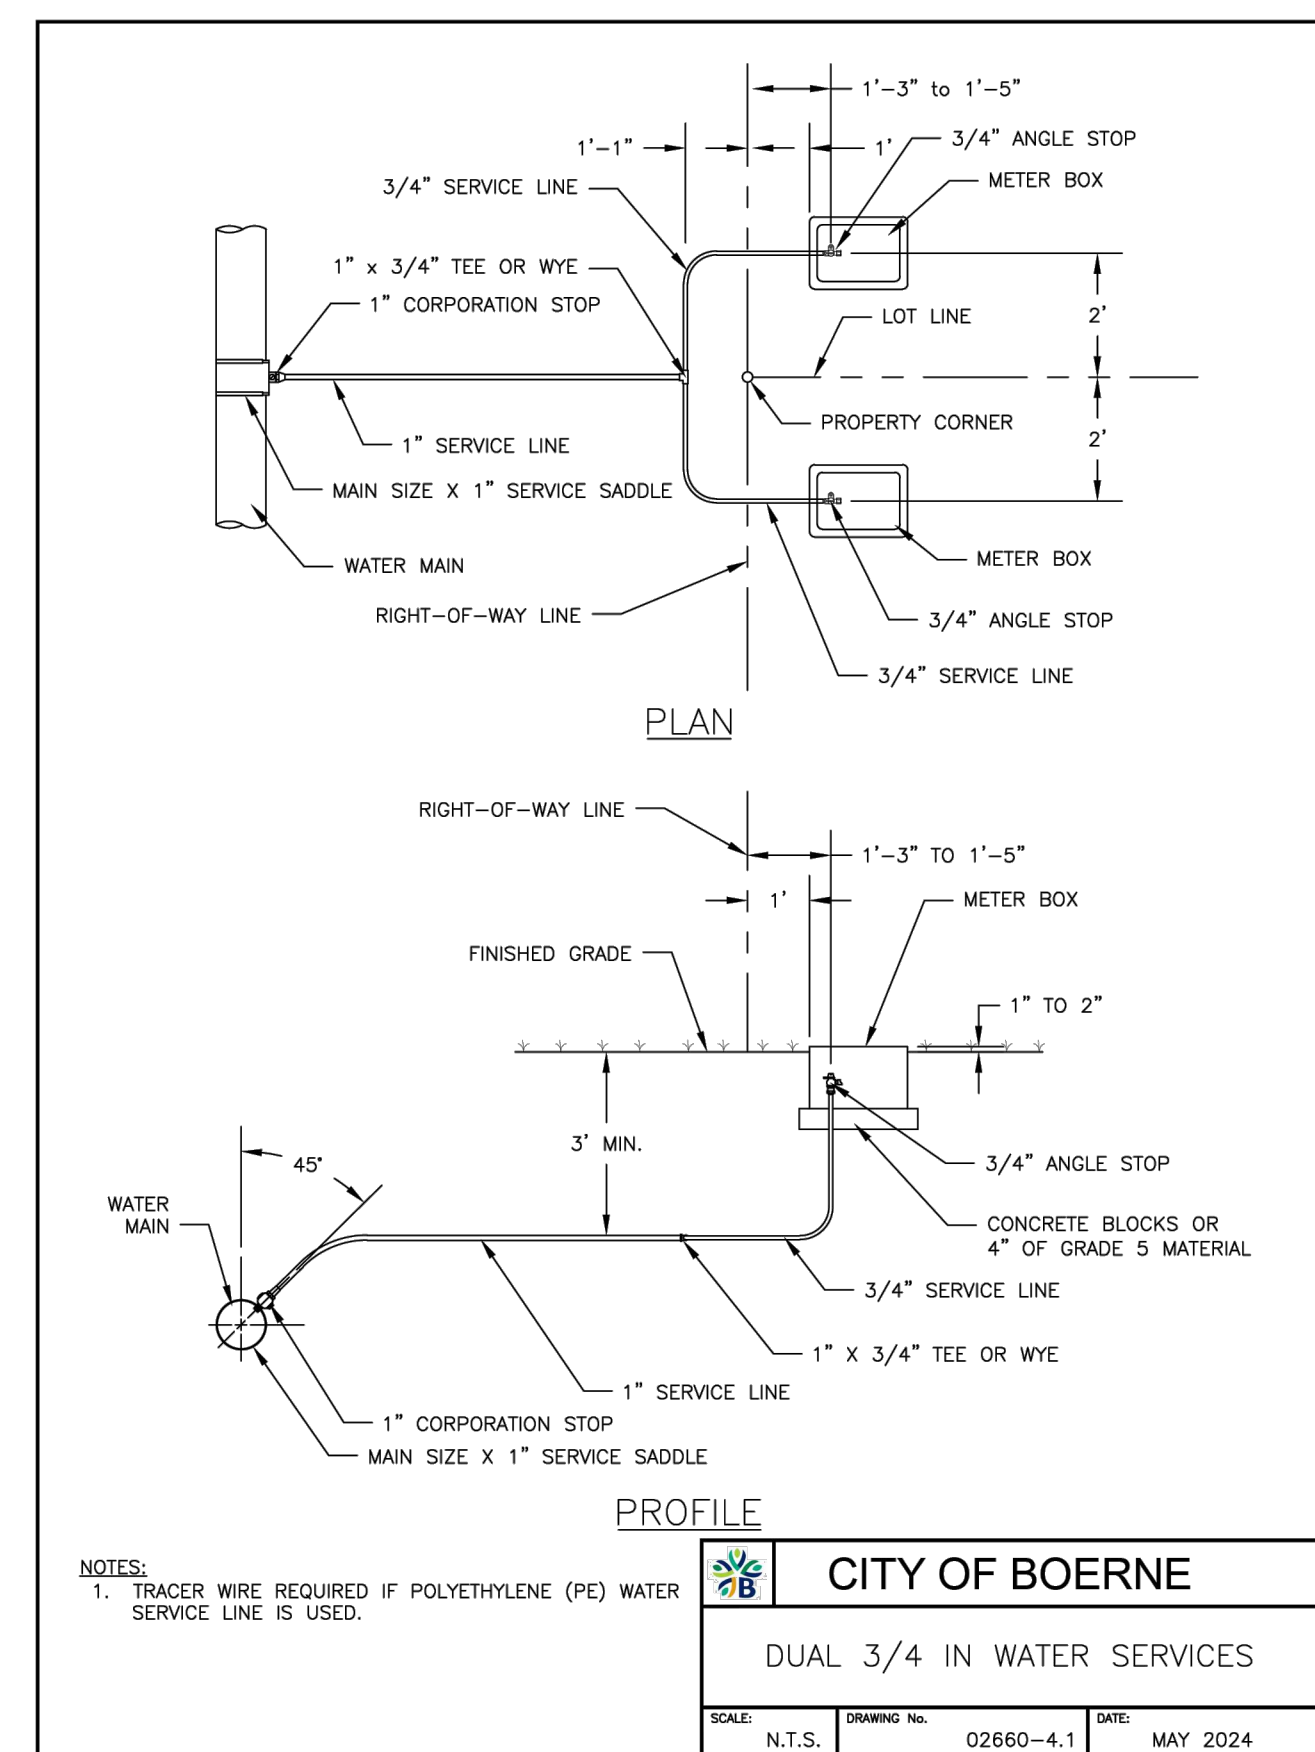 1'-3" to 1'-5"
1'-1"
1'
3/4" ANGLE STOP
3/4" SERVICE LINE
METER BOX
1" x 3/4" TEE OR WYE
1" CORPORATION STOP
LOT LINE
2'
PROPERTY CORNER
1" SERVICE LINE
2'
MAIN SIZE X 1" SERVICE SADDLE
WATER MAIN
METER BOX
RIGHT-OF-WAY LINE
3/4" ANGLE STOP
3/4" SERVICE LINE
PLAN
RIGHT-OF-WAY LINE
1'-3" TO 1'-5"
1'
METER BOX
FINISHED GRADE
1" TO 2"
3' MIN.
45°
3/4" ANGLE STOP
WATER
MAIN
CONCRETE BLOCKS OR
4" OF GRADE 5 MATERIAL
3/4" SERVICE LINE
1" X 3/4" TEE OR WYE
1" SERVICE LINE
1" CORPORATION STOP
MAIN SIZE X 1" SERVICE SADDLE
PROFILE
NOTES:
1. TRACER WIRE REQUIRED IF POLYETHYLENE (PE) WATER
SERVICE LINE IS USED.
B
CITY OF BOERNE
DUAL 3/4 IN WATER SERVICES
SCALE:
N.T.S.
DRAWING No.
02660-4.1
DATE:
MAY 2024